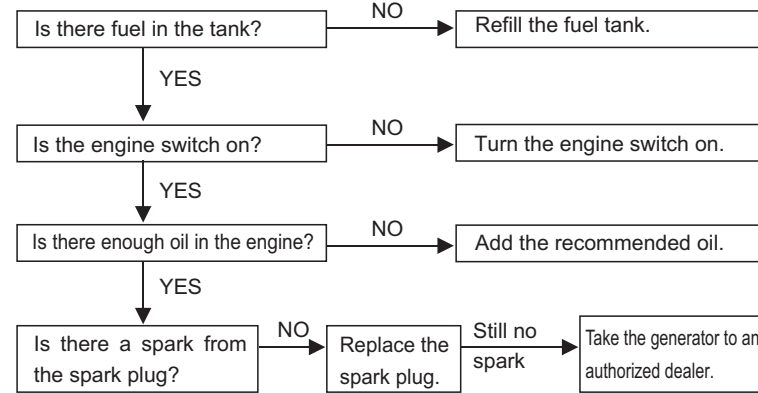 Is there fuel in the tank?
NO
Refill the fuel tank.
YES
Is the engine switch on?
NO
Turn the engine switch on.
YES
Is there enough oil in the engine?
NO
Add the recommended oil.
YES
Is there a spark from
the spark plug?
NO
Replace the
spark plug.
Still no
spark
Take the generator to an
authorized dealer.